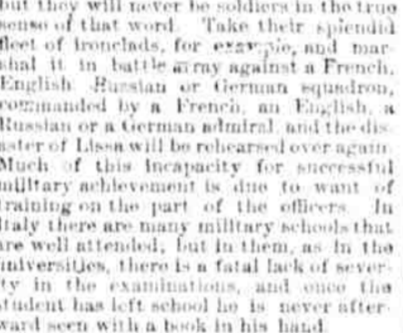 but they will never be soldiers in the true
sense of that word. Take their splendid
fleet of ironclads, for example, and mar-
shal it in battle array against a French,
English Russian or German squadron,
commanded by a French, an English, a
Russian or a German admiral and the dis-
aster of Lissa will be rehearsed over again.
Much of this incapacity for successful
military achievement is due to want of
training on the part of the officers. In
Italy there are many military schools that
are well attended, but in them, as in the
universities, there is a fatal lack of sever-
ty in the examinations, and once the
student has left school he is never after-
ward seen with a book in his hand.